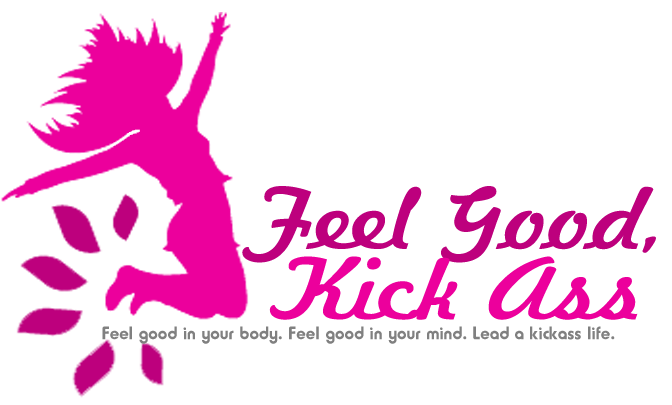 Feel Good,
Kick Ass
Feel good in your body. Feel good in your mind. Lead a kickass life.